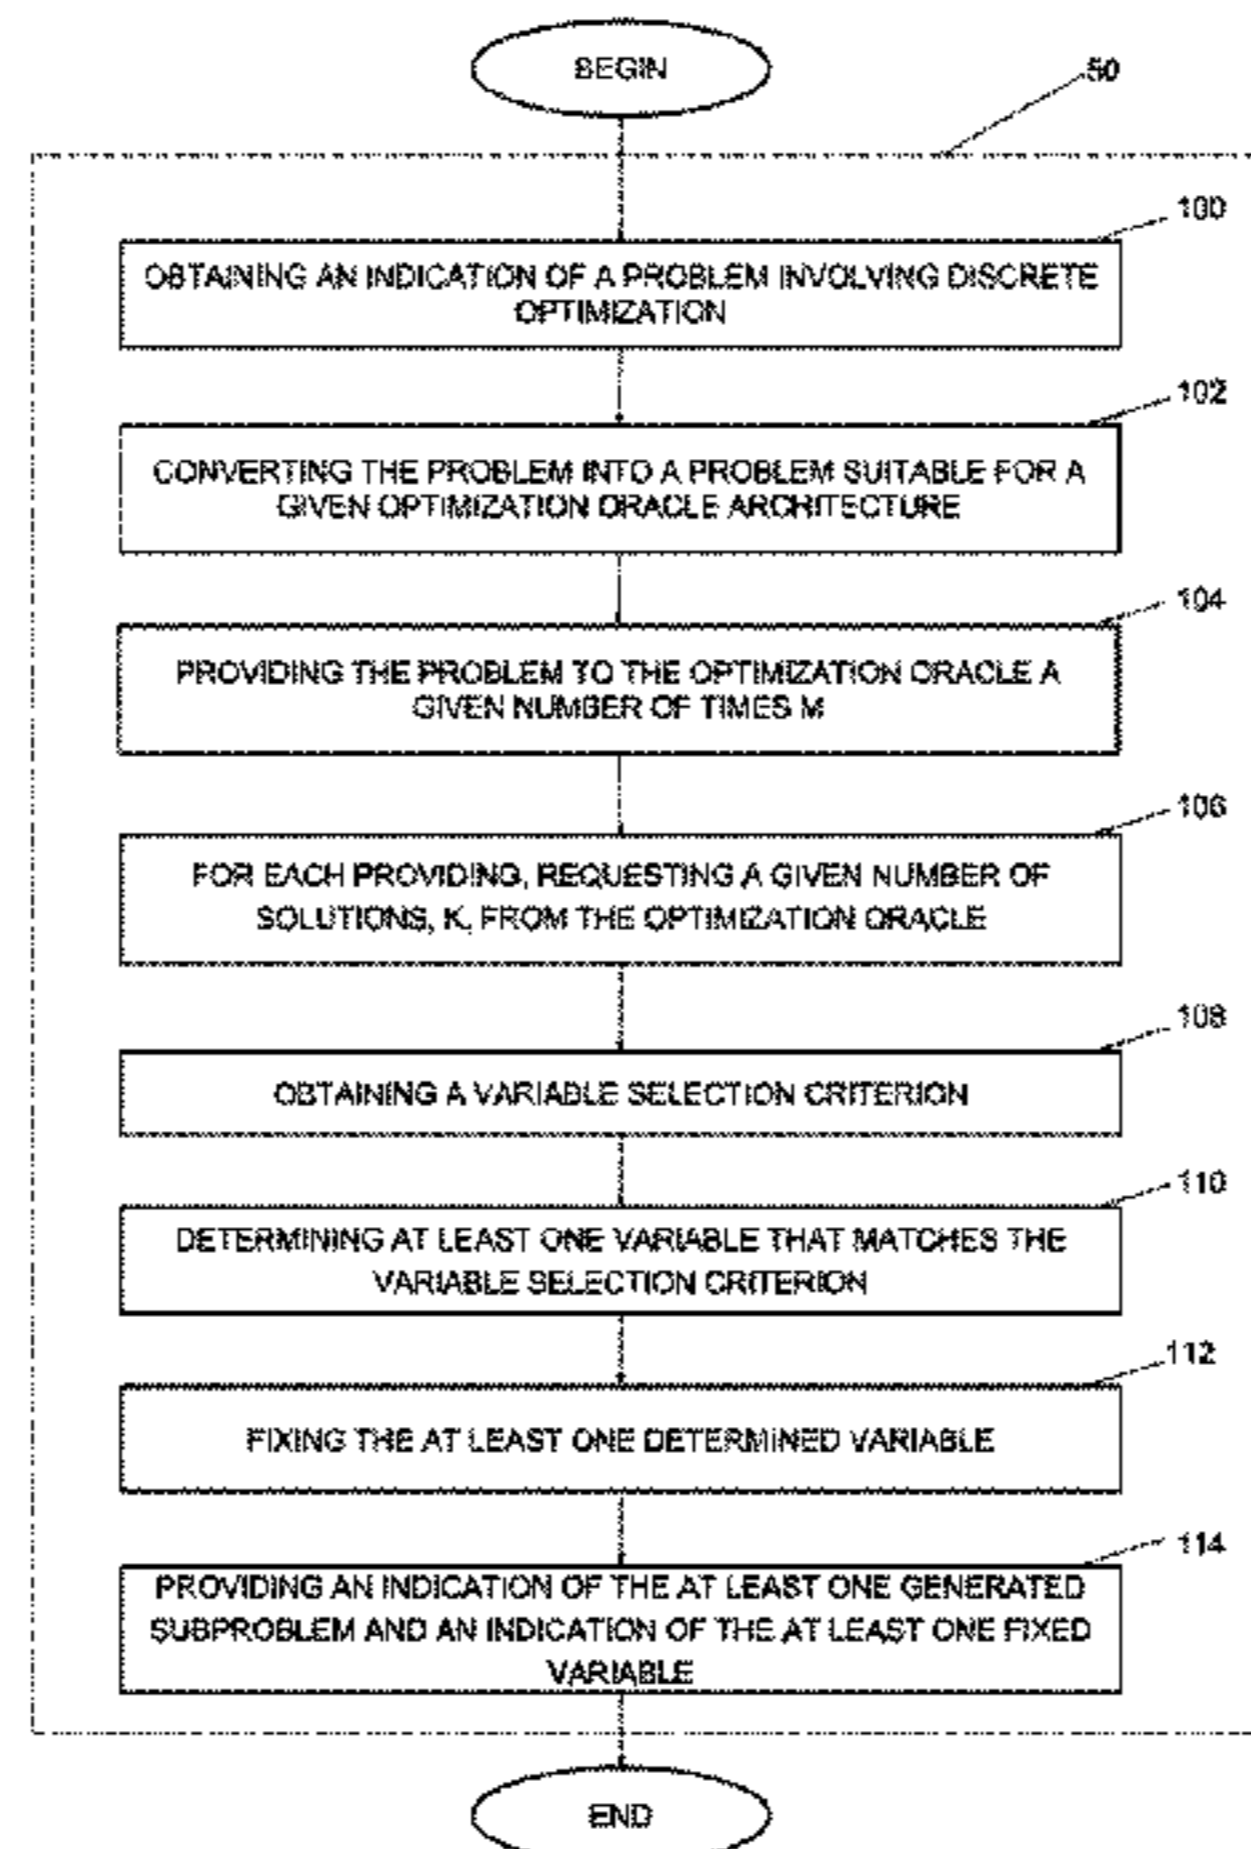 BEGIN
50
100
OBTAINING AN INDICATION OF A PROBLEM INVOLVING DISCRETE
OPTIMIZATION
102
CONVERTING THE PROBLEM INTO A PROBLEM SUITABLE FOR A
GIVEN OPTIMIZATION ORACLE ARCHITECTURE
104
PROVIDING THE PROBLEM TO THE OPTIMIZATION ORACLE A
GIVEN NUMBER OF TIMES M
106
FOR EACH PROVIDING, REQUESTING A GIVEN NUMBER OF
SOLUTIONS, K, FROM THE OPTIMIZATION ORACLE
108
OBTAINING A VARIABLE SELECTION CRITERION
110
DETERMINING AT LEAST ONE VARIABLE THAT MATCHES THE
VARIABLE SELECTION CRITERION
112
FIXING THE AT LEAST ONE DETERMINED VARIABLE
114
PROVIDING AN INDICATION OF THE AT LEAST ONE GENERATED
SUBPROBLEM AND AN INDICATION OF THE AT LEAST ONE FIXED
VARIABLE
END